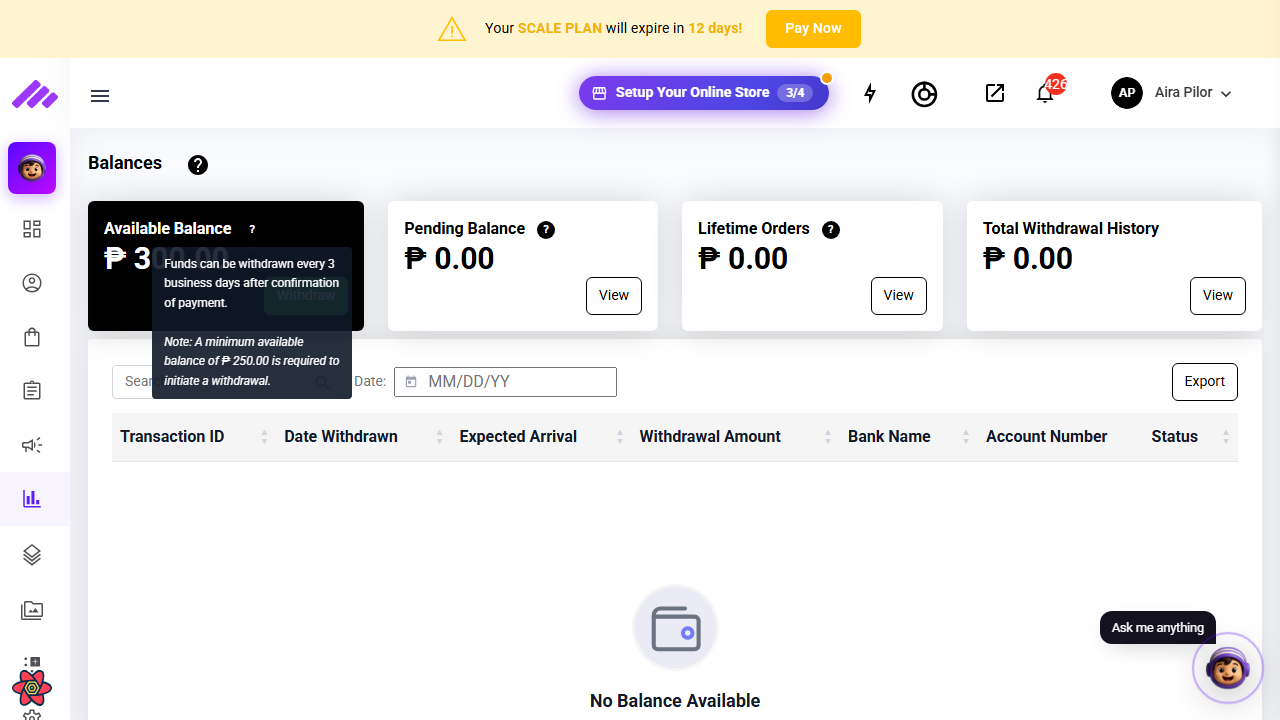 Your SCALE PLAN will expire in 12 days!
Pay Now
Setup Your Online Store 3/4
426
AP
Aira Pilor
Balances ?
Available Balance ?
₱ 300.00
Withdraw
Funds can be withdrawn every 3
business days after confirmation
of payment.
Note: A minimum available
balance of ₱ 250.00 is required to
initiate a withdrawal.
Pending Balance ?
₱ 0.00
View
Lifetime Orders ?
₱ 0.00
View
Total Withdrawal History
₱ 0.00
View
Date:
MM/DD/YY
Export
Transaction ID Date Withdrawn Expected Arrival Withdrawal Amount Bank Name Account Number Status
No Balance Available
Ask me anything